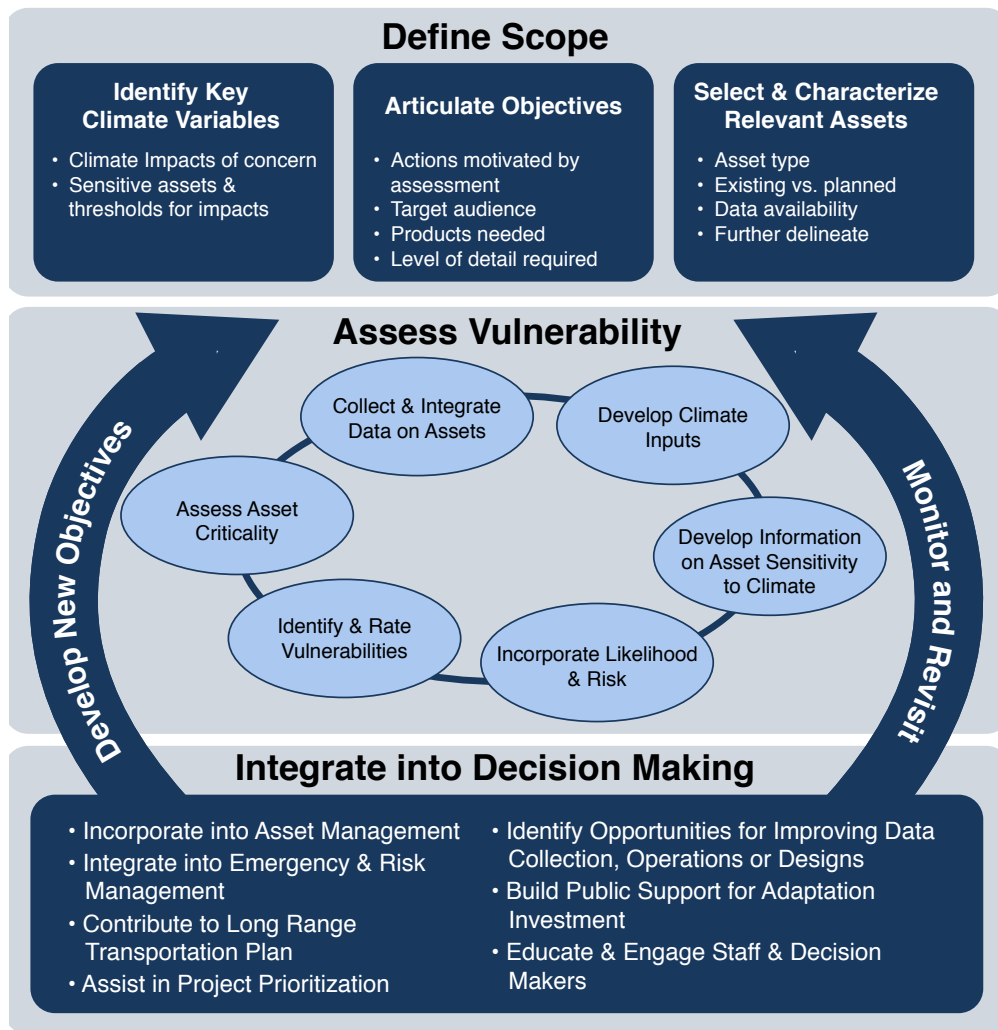 Define Scope
Identify Key
Climate Variables
• Climate Impacts of concern
• Sensitive assets &
thresholds for impacts
Articulate Objectives
• Actions motivated by
assessment
• Target audience
• Products needed
• Level of detail required
Select & Characterize
Relevant Assets
• Asset type
• Existing vs. planned
• Data availability
• Further delineate
Assess Vulnerability
Collect & Integrate
Data on Assets
Develop Climate
Inputs
Develop Information
on Asset Sensitivity
to Climate
Incorporate Likelihood
& Risk
Identify & Rate
Vulnerabilities
Assess Asset
Criticality
Develop New Objectives
Monitor and Revisit
Integrate into Decision Making
• Incorporate into Asset Management
• Integrate into Emergency & Risk
Management
• Contribute to Long Range
Transportation Plan
• Assist in Project Prioritization
• Identify Opportunities for Improving Data
Collection, Operations or Designs
• Build Public Support for Adaptation
Investment
• Educate & Engage Staff & Decision
Makers